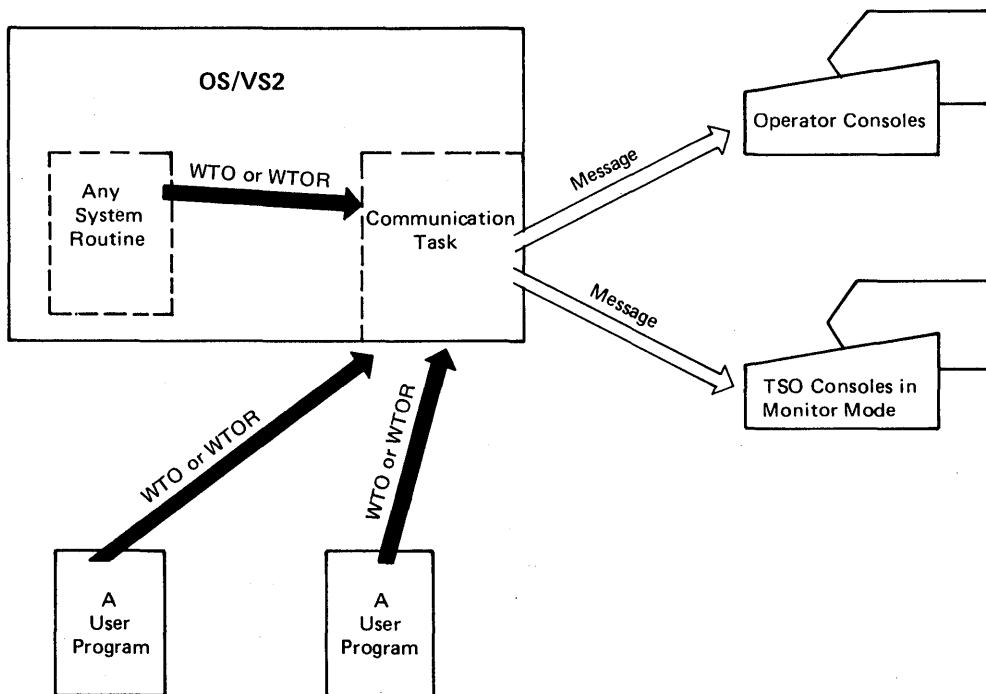 OS/VS2
Any
System
Routine
WTO or WTOR
Communication
Task
Message
Operator Consoles
Message
TSO Consoles in
Monitor Mode
WTO or WTOR
WTO or WTOR
A
User
Program
A
User
Program